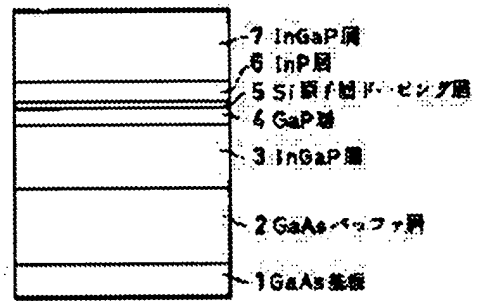 7 InGaP層
6 InP層
5 Si原子層ドーピング層
4 GaP層
3 InGaP層
2 GaAsバッファ層
1 GaAs基板